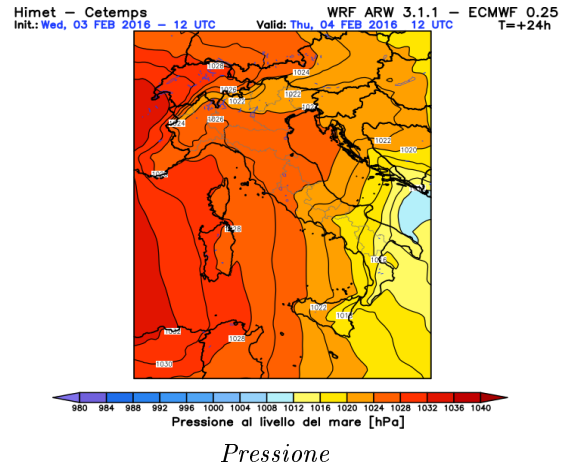 Himet – Cetemps WRF ARW 3.1.1 – ECMWF 0.25
Init.: Wed, 03 FEB 2016 – 12 UTC Valid: Thu, 04 FEB 2016 12 UTC T=+24h
1028
1024
1026
1022
1022
1024
1026
1022
1020
1028
1022
1028
1030
980 984 988 992 996 1000 1004 1008 1012 1016 1020 1024 1028 1032 1036 1040
Pressione al livello del mare [hPa]
Pressione